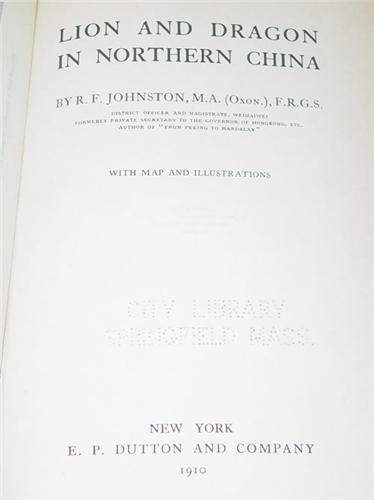 LION AND DRAGON
IN NORTHERN CHINA
BY R. F. JOHNSTON, M.A. (OXON.), F.R.G.S.
DISTRICT OFFICER AND MAGISTRATE, WEIHAIWEI
FORMERLY PRIVATE SECRETARY TO THE GOVERNOR OF HONGKONG, ETC.
AUTHOR OF "FROM PEKING TO MANDALAY"
WITH MAP AND ILLUSTRATIONS
CITY LIBRARY
SPRINGFIELD MASS.
NEW YORK
E. P. DUTTON AND COMPANY
1910